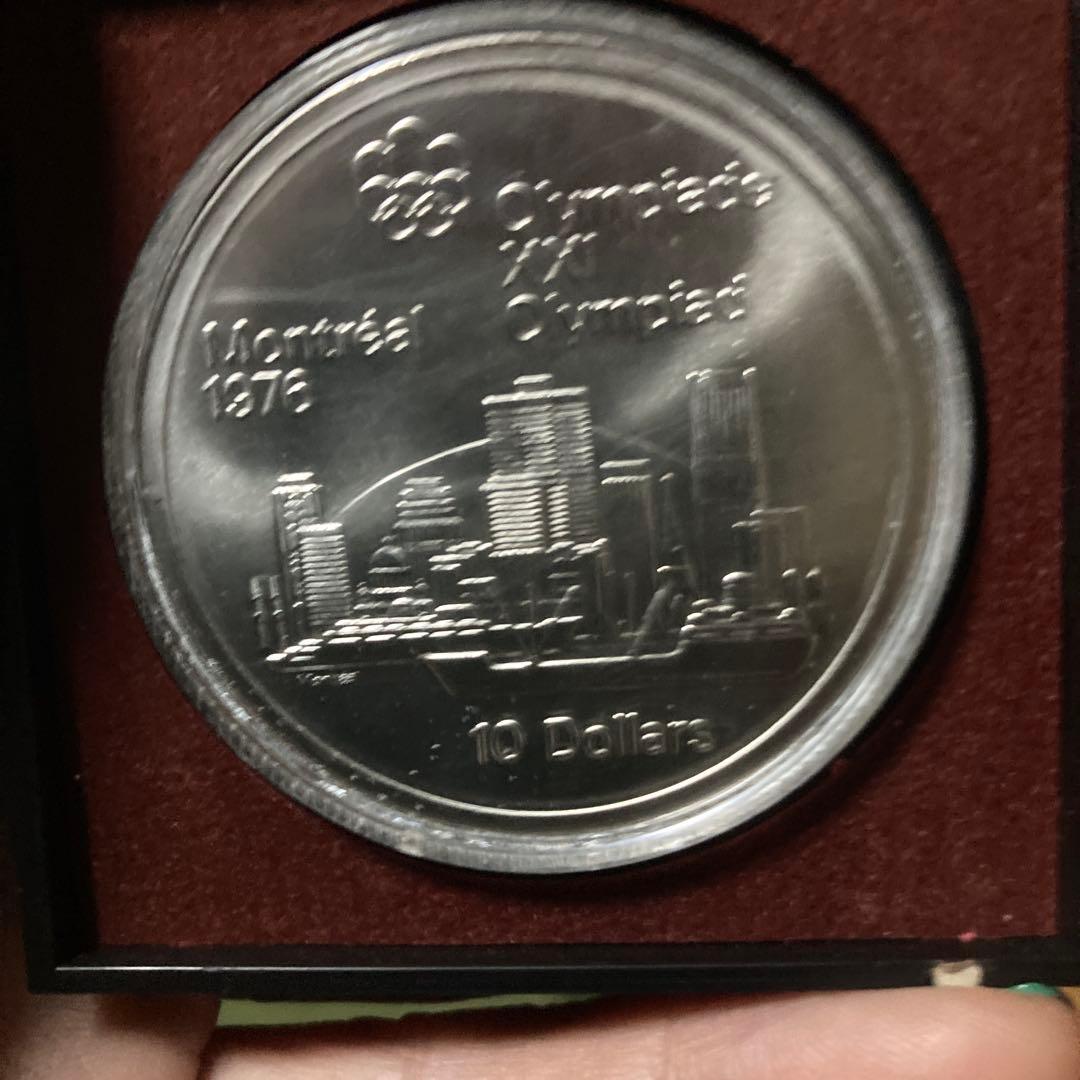 Olympiade
XXI
Olympiad
Montréal
1976
10 Dollars